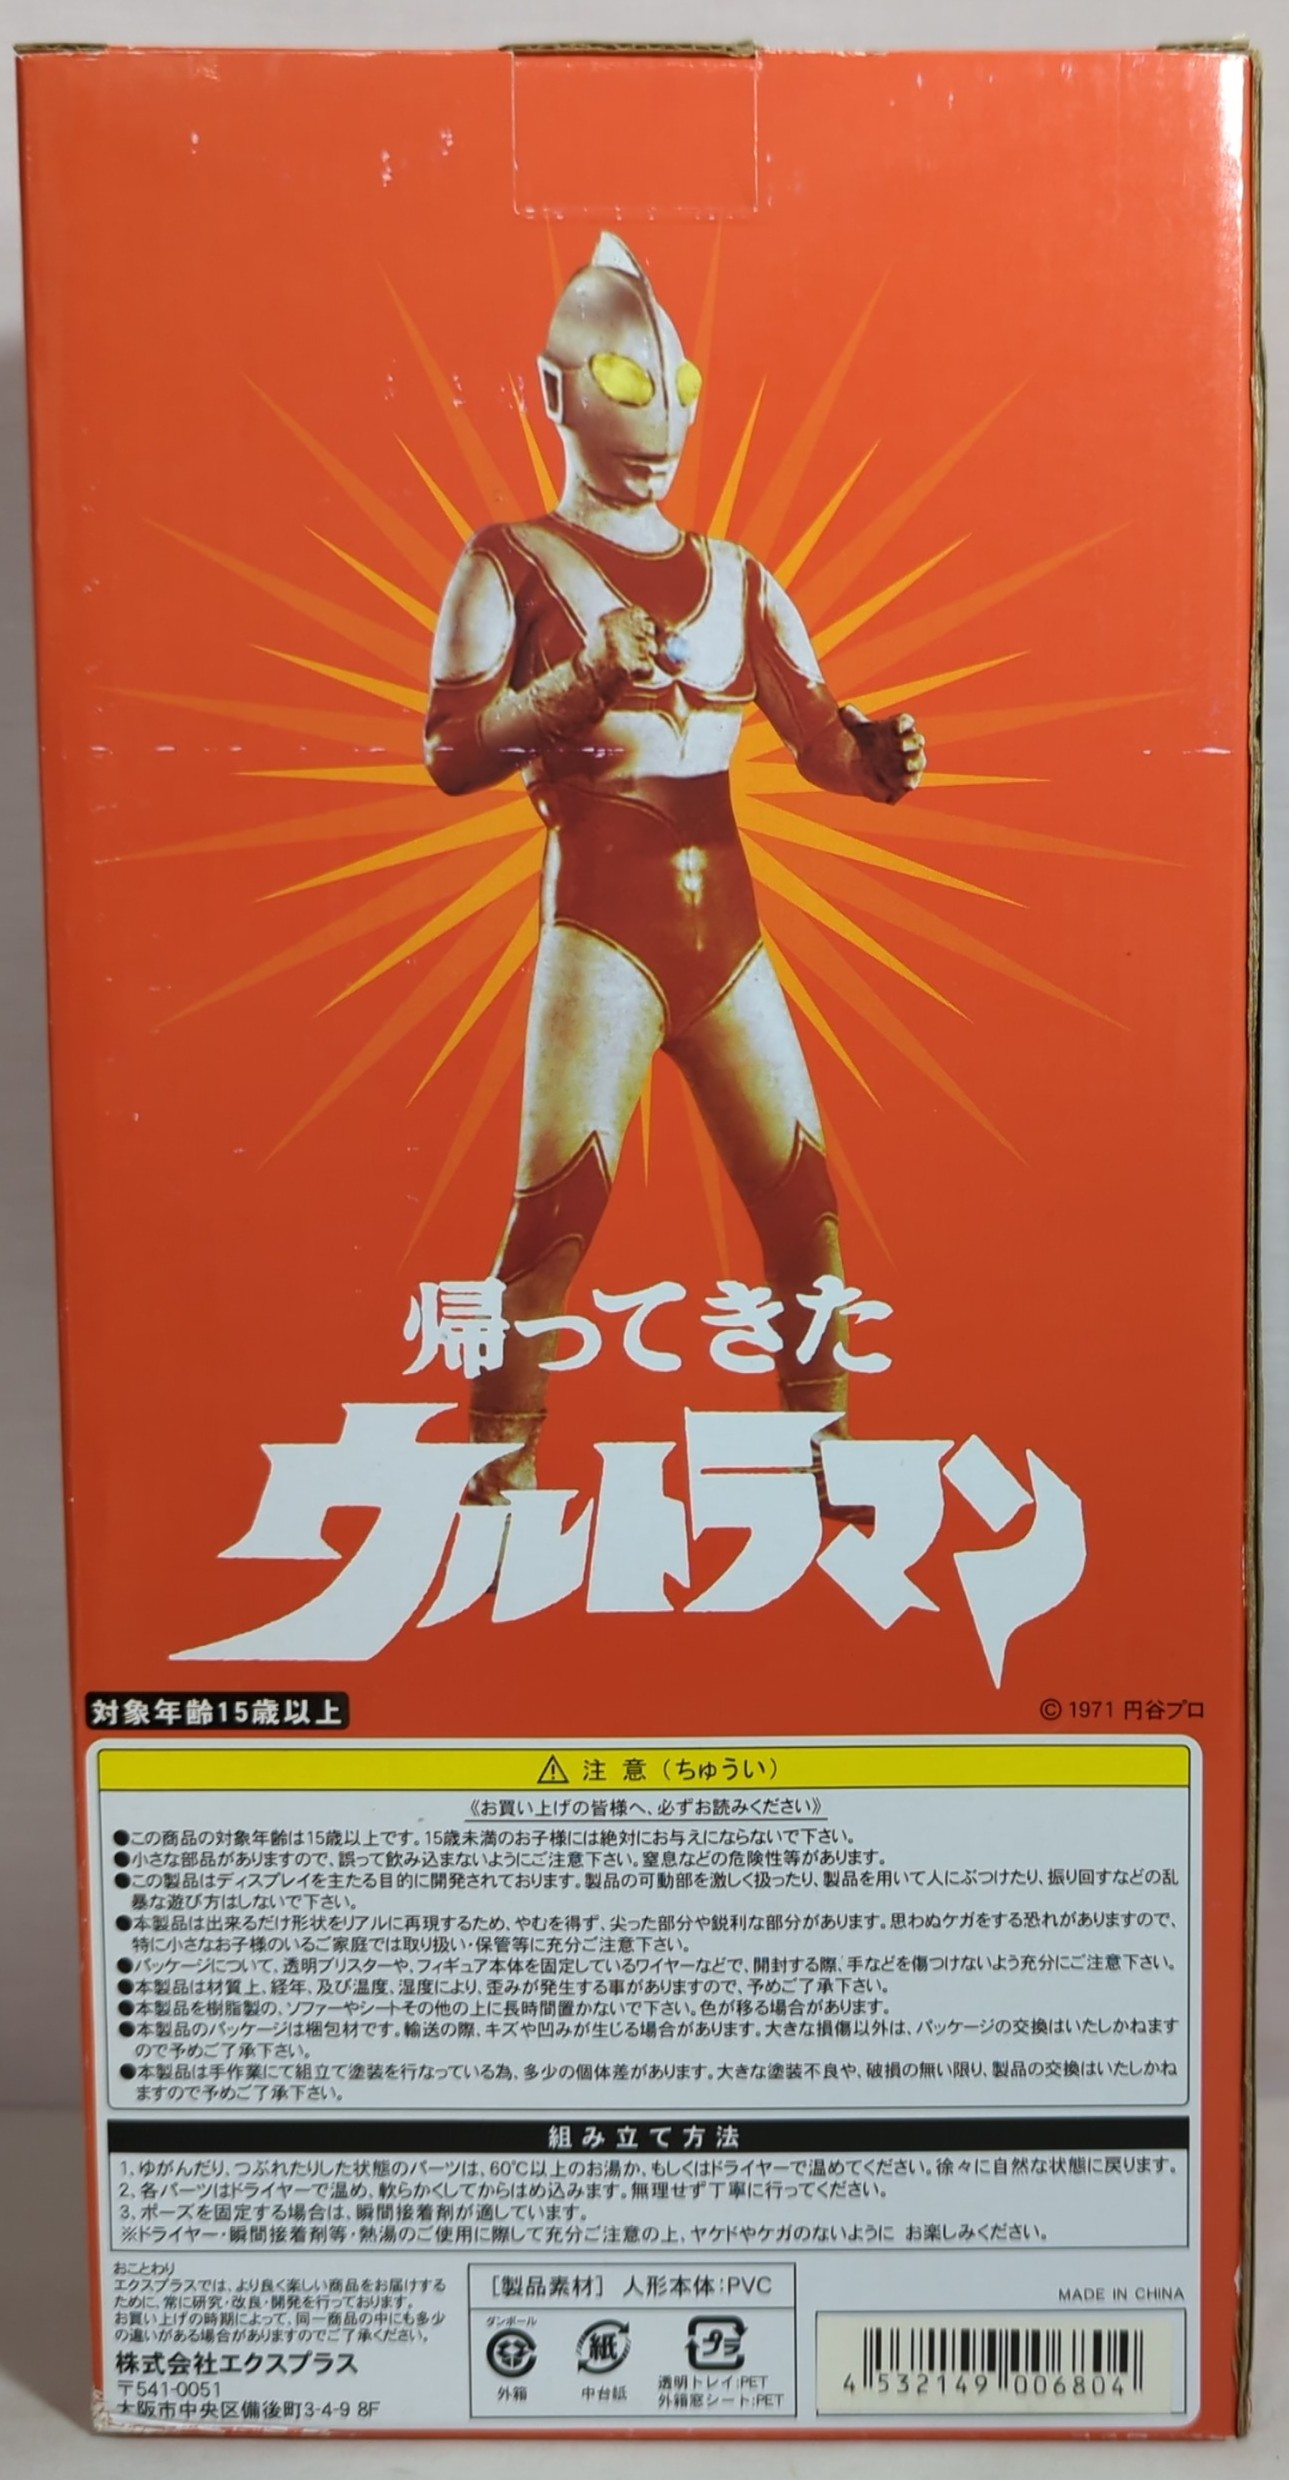 帰ってきた
ウルトラマン
対象年齢15歳以上
© 1971 円谷プロ
注 意（ちゅうい）
《お買い上げの皆様へ、必ずお読みください》
●この商品の対象年齢は15歳以上です。15歳未満のお子様には絶対にお与えにならないで下さい。
●小さな部品がありますので、誤って飲み込まないようにご注意下さい。窒息などの危険性等があります。
●この製品はディスプレイを主たる目的に開発されております。製品の可動部を激しく扱ったり、製品を用いて人にぶつけたり、振り回すなどの乱
暴な遊び方はしないで下さい。
●本製品は出来るだけ形状をリアルに再現するため、やむを得ず、尖った部分や鋭利な部分があります。思わぬケガをする恐れがありますので、
特に小さなお子様のいるご家庭では取り扱い・保管等に充分ご注意下さい。
●パッケージについて、透明ブリスターや、フィギュア本体を固定しているワイヤーなどで、開封する際、手などを傷つけないよう充分にご注意下さい。
●本製品は材質上、経年、及び温度、湿度により、歪みが発生する事がありますので、予めご了承下さい。
●本製品を樹脂製の、ソファーやシートその他の上に長時間置かないで下さい。色が移る場合があります。
●本製品のパッケージは梱包材です。輸送の際、キズや凹みが生じる場合があります。大きな損傷以外は、パッケージの交換はいたしかねます
ので予めご了承下さい。
●本製品は手作業にて組立て塗装を行なっている為、多少の個体差があります。大きな塗装不良や、破損の無い限り、製品の交換はいたしかね
ますので予めご了承下さい。
組み立て方法
1、ゆがんだり、つぶれたりした状態のパーツは、60℃以上のお湯か、もしくはドライヤーで温めてください。徐々に自然な状態に戻ります。
2、各パーツはドライヤーで温め、軟らかくしてからはめ込みます。無理せず丁寧に行ってください。
3、ポーズを固定する場合は、瞬間接着剤が適しています。
※ドライヤー・瞬間接着剤等・熱湯のご使用に際して充分ご注意の上、ヤケドやケガのないように お楽しみください。
おことわり
エクスプラスでは、より良く楽しい商品をお届けする
ために、常に研究・改良・開発を行っております。
お買い上げの時期によって、同一商品の中にも多少
の違いがある場合がありますのでご了承ください。
株式会社エクスプラス
〒541-0051
大阪市中央区備後町3-4-9 8F
［製品素材］ 人形本体：PVC
ダンボール
外箱
紙
中台紙
プラ
透明トレイ：PET
外箱窓シート：PET
MADE IN CHINA
4 532149 006804